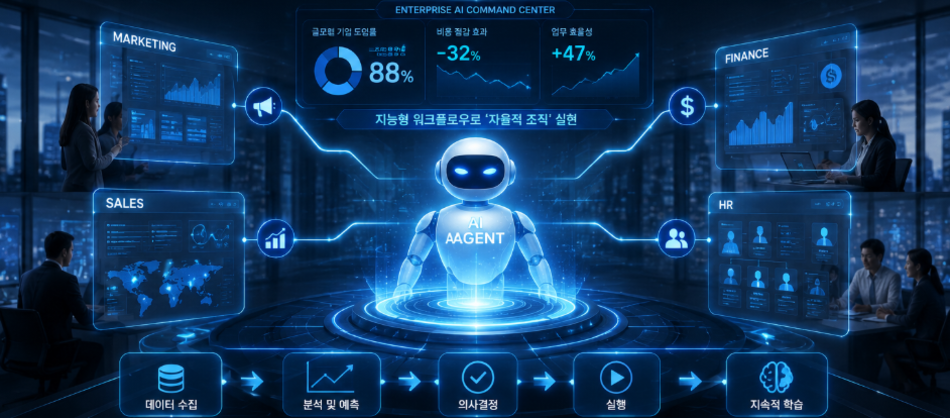 ENTERPRISE AI COMMAND CENTER
글로벌 기업 도입률
88%
비용 절감 효과
-32%
업무 효율성
+47%
지능형 워크플로우로 '자율적 조직' 실현
MARKETING
FINANCE
SALES
HR
AI
AAGENT
데이터 수집
분석 및 예측
의사결정
실행
지속적 학습